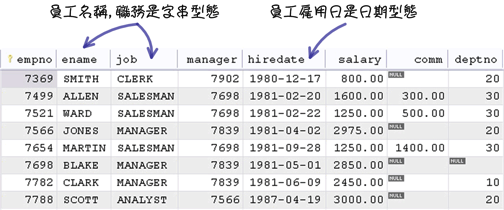 員工名稱,職務是字串型態
員工雇用日是日期型態
empno ename job manager hiredate salary comm deptno
7369 SMITH CLERK 7902 1980-12-17 800.00 NULL 20
7499 ALLEN SALESMAN 7698 1981-02-20 1600.00 300.00 30
7521 WARD SALESMAN 7698 1981-02-22 1250.00 500.00 30
7566 JONES MANAGER 7839 1981-04-02 2975.00 NULL 20
7654 MARTIN SALESMAN 7698 1981-09-28 1250.00 1400.00 30
7698 BLAKE MANAGER 7839 1981-05-01 2850.00 NULL NULL
7782 CLARK MANAGER 7839 1981-06-09 2450.00 NULL 10
7788 SCOTT ANALYST 7566 1987-04-19 3000.00 NULL 20